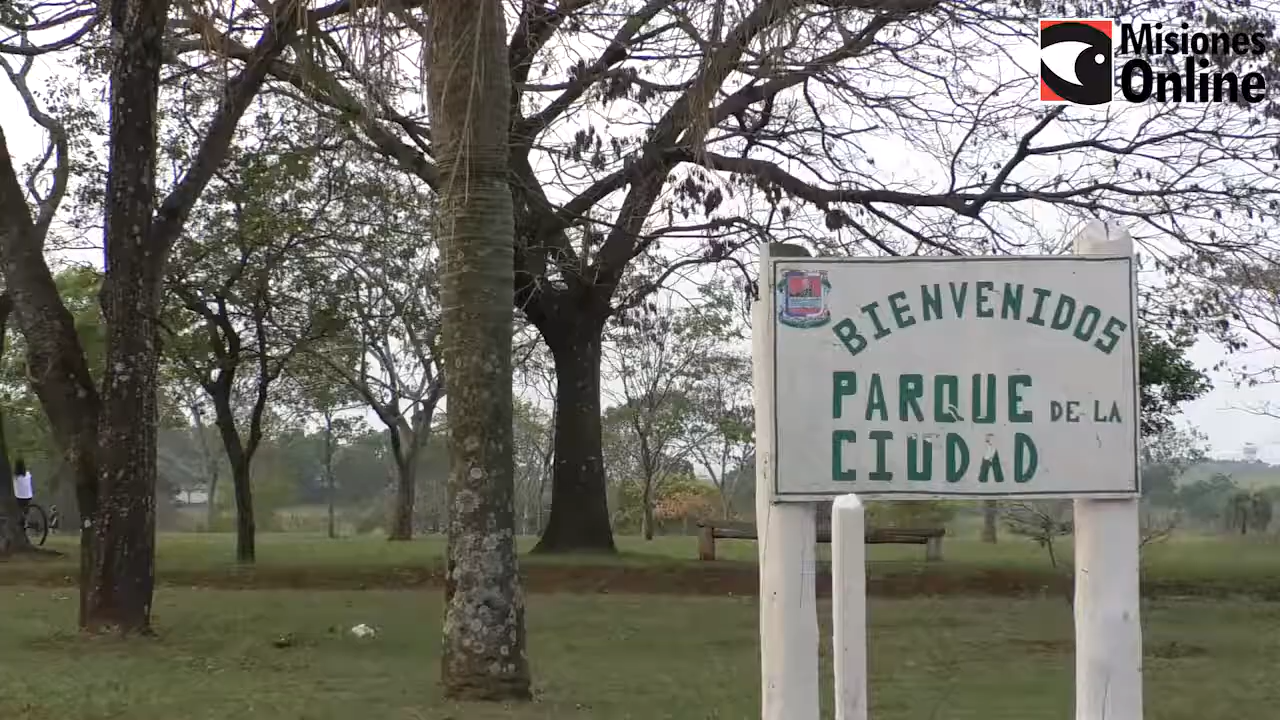 Misiones
Online
BIENVENIDOS
PARQUE DE LA
CIUDAD